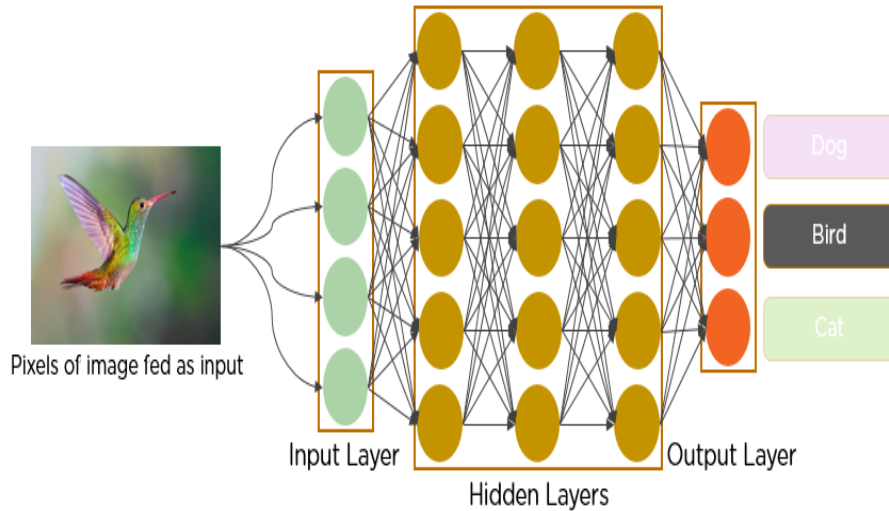 Dog
Bird
Cat
Pixels of image fed as input
Input Layer
Output Layer
Hidden Layers